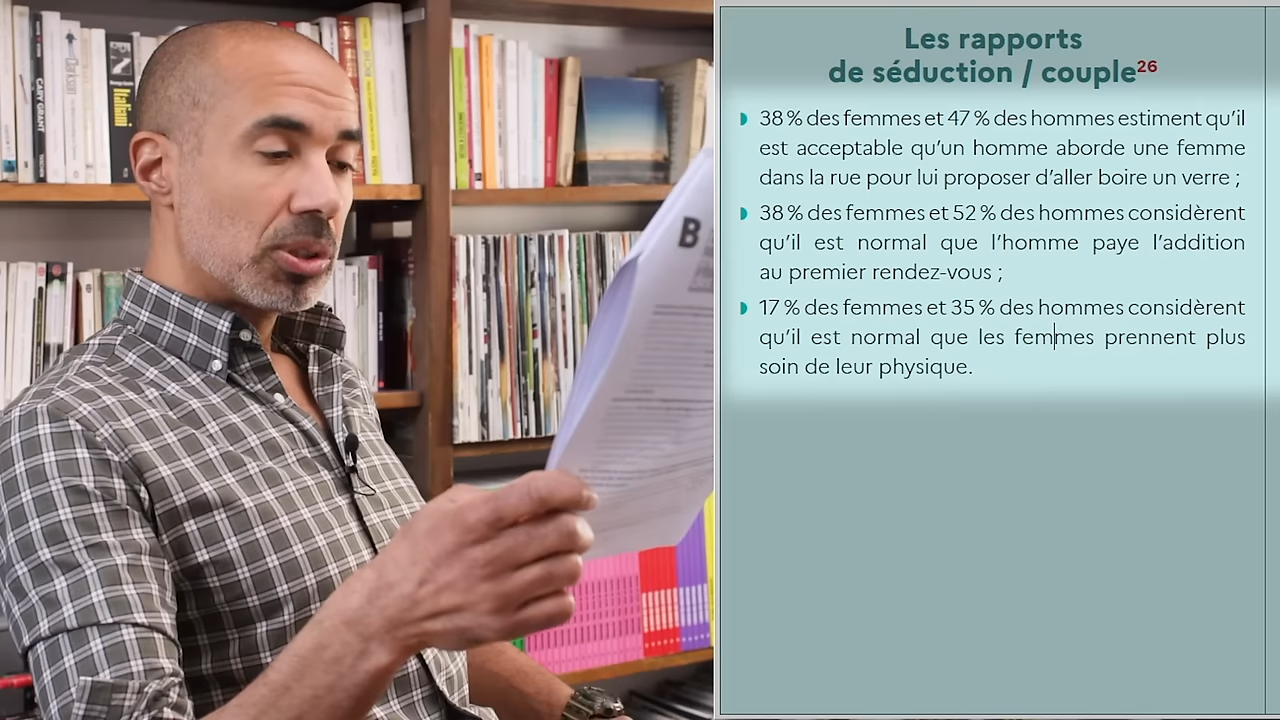 CARY GRANT
Italiani
B
Les rapports
de séduction / couple26
◗ 38 % des femmes et 47 % des hommes estiment qu'il
est acceptable qu'un homme aborde une femme
dans la rue pour lui proposer d'aller boire un verre ;
◗ 38 % des femmes et 52 % des hommes considèrent
qu'il est normal que l'homme paye l'addition
au premier rendez-vous ;
◗ 17 % des femmes et 35 % des hommes considèrent
qu'il est normal que les femmes prennent plus
soin de leur physique.